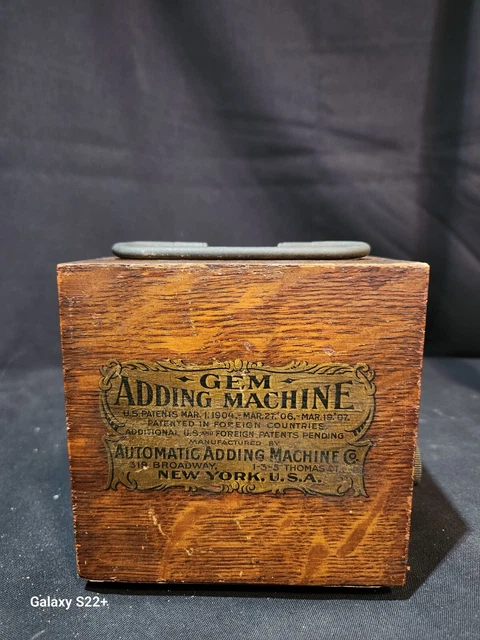 GEM
ADDING MACHINE
U.S. PATENTS MAR. 1. 1904.-MAR. 27. '06.-MAR. 19. '07.
PATENTED IN FOREIGN COUNTRIES
ADDITIONAL U.S. AND FOREIGN PATENTS PENDING
MANUFACTURED BY
AUTOMATIC ADDING MACHINE CO.
BROADWAY, 1-3-5 THOMAS ST.
NEW YORK, U.S.A.
Galaxy S22+